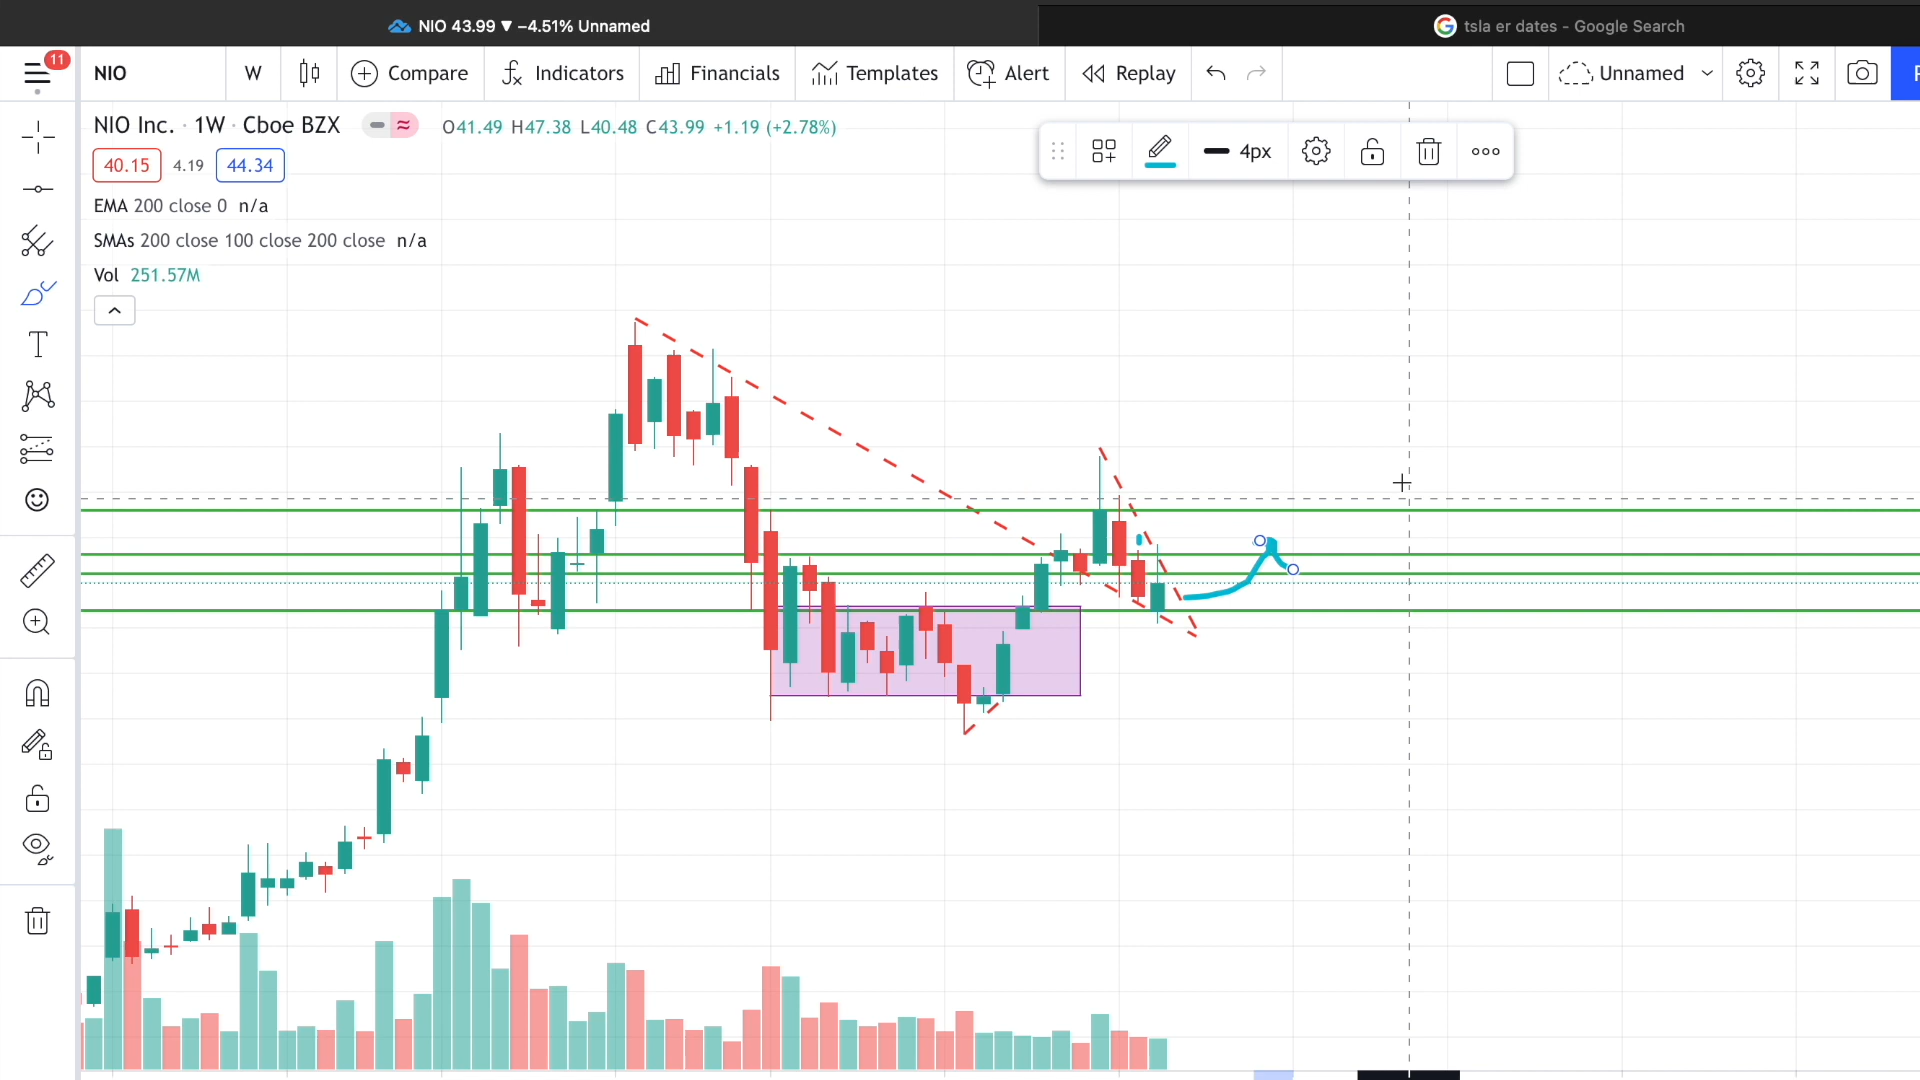 NIO 43.99 ▼ −4.51% Unnamed
tsla er dates - Google Search
11
NIO
W
Compare
Indicators
Financials
Templates
Alert
Replay
Unnamed
NIO Inc. · 1W · Cboe BZX
O41.49 H47.38 L40.48 C43.99 +1.19 (+2.78%)
40.15 4.19 44.34
EMA 200 close 0 n/a
SMAs 200 close 100 close 200 close n/a
Vol 251.57M
4px